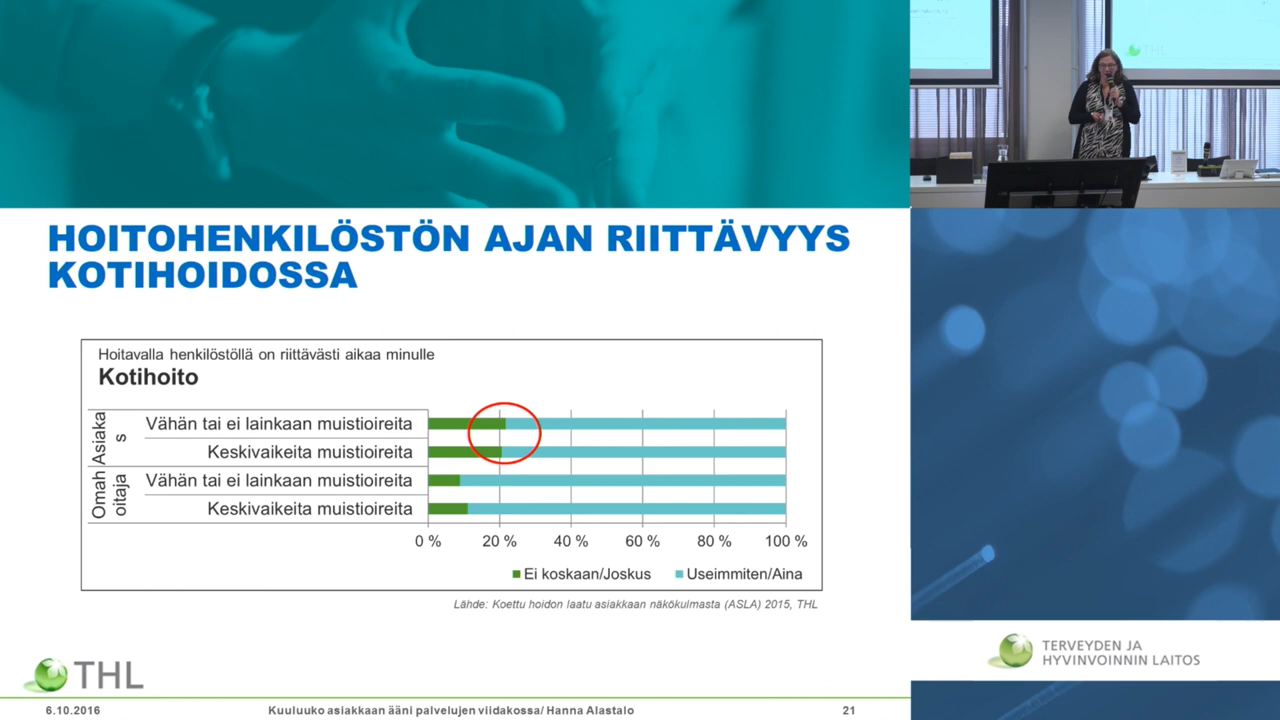 THL
HOITOHENKILÖSTÖN AJAN RIITTÄVYYS
KOTIHOIDOSSA
Hoitavalla henkilöstöllä on riittävästi aikaa minulle
Kotihoito
Asiaka
s
Vähän tai ei lainkaan muistioireita
Keskivaikeita muistioireita
Omah
oitaja
Vähän tai ei lainkaan muistioireita
Keskivaikeita muistioireita
0 % 20 % 40 % 60 % 80 % 100 %
Ei koskaan/Joskus Useimmiten/Aina
Lähde: Koettu hoidon laatu asiakkaan näkökulmasta (ASLA) 2015, THL
THL
TERVEYDEN JA
HYVINVOINNIN LAITOS
6.10.2016 Kuuluuko asiakkaan ääni palvelujen viidakossa/ Hanna Alastalo 21